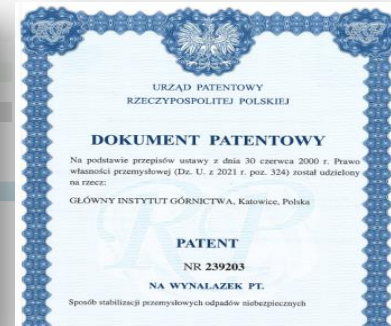 URZĄD PATENTOWY
RZECZYPOSPOLITEJ POLSKIEJ
DOKUMENT PATENTOWY
Na podstawie przepisów ustawy z dnia 30 czerwca 2000 r. Prawo
własności przemysłowej (Dz. U. z 2021 r. poz. 324) został udzielony
na rzecz:
GŁÓWNY INSTYTUT GÓRNICTWA, Katowice, Polska
PATENT
NR 239203
NA WYNALAZEK PT.
Sposób stabilizacji przemysłowych odpadów niebezpiecznych